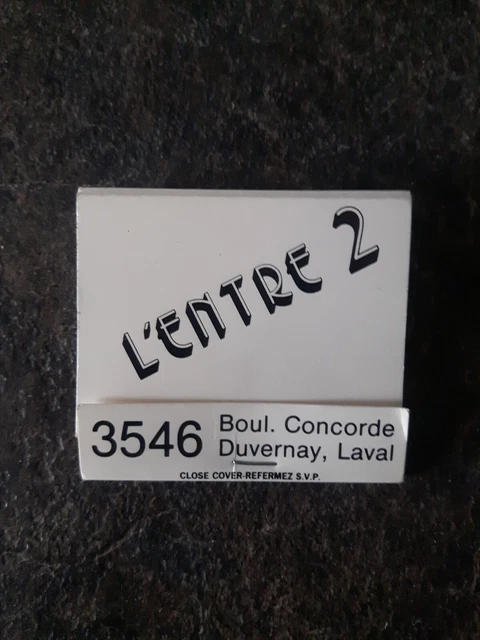 L'ENTRE 2
3546 Boul. Concorde
Duvernay, Laval
CLOSE COVER-REFERMEZ S.V.P.